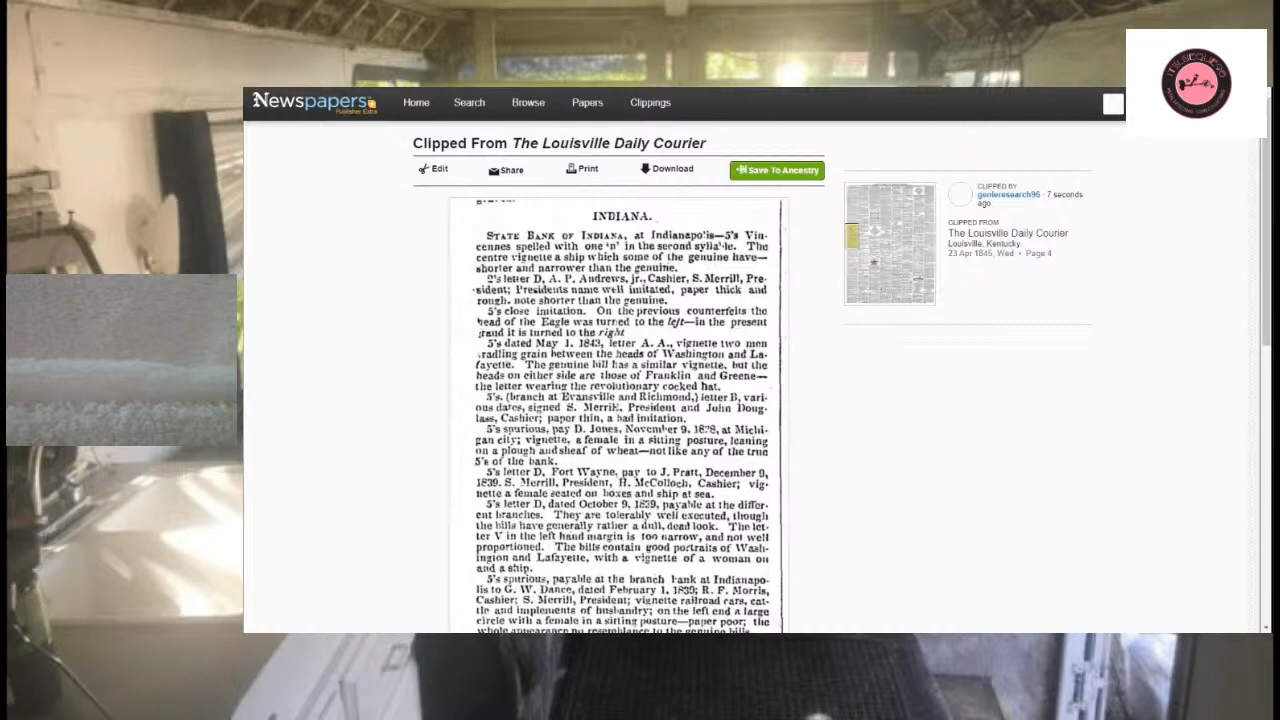 Newspapers
Publisher Extra
Home Search Browse Papers Clippings
Clipped From The Louisville Daily Courier
Edit Share Print Download Save To Ancestry
CLIPPED BY
genieresearch96 · 7 seconds
ago
CLIPPED FROM
The Louisville Daily Courier
Louisville, Kentucky
23 Apr 1845, Wed • Page 4
INDIANA.
STATE BANK OF INDIANA, at Indianapo'is—5's Vin-
cennes spelled with one 'n' in the second syllable. The
centre vignette a ship which some of the genuine have—
shorter and narrower than the genuine.
2's letter D, A. P. Andrews, jr., Cashier, S. Merrill, Pre-
sident; Presidents name well imitated, paper thick and
rough. note shorter than the genuine.
5's close imitation. On the previous counterfeits the
head of the Eagle was turned to the left—in the present
fraud it is turned to the right
5's dated May 1. 1843, letter A. A., vignette two men
cradling grain between the heads of Washington and La-
fayette. The genuine bill has a similar vignette, but the
heads on either side are those of Franklin and Greene—
the letter wearing the revolutionary cocked hat.
5's. (branch at Evansville and Richmond,) letter B, vari-
ous dates, signed S. Merrill, President and John Doug-
lass, Cashier; paper thin, a bad imitation.
5's spurious, pay D. Jones, November 9, 1838, at Michi-
gan city; vignette, a female in a sitting posture, leaning
on a plough and sheaf of wheat—not like any of the true
5's of the bank.
5's letter D, Fort Wayne, pay to J. Pratt, December 9,
1839. S. Merrill, President, H. McColloch, Cashier; vig-
nette a female seated on boxes and ship at sea.
5's letter D, dated October 9, 1839, payable at the differ-
ent branches. They are tolerably well executed, though
the bills have generally rather a dull, dead look. The let-
ter V in the left hand margin is too narrow, and not well
proportioned. The bills contain good portraits of Wash-
ington and Lafayette, with a vignette of a woman on
and a ship.
5's spurious, payable at the branch bank at Indianapo-
lis to G. W. Dance, dated February 1, 1839; R. F. Morris,
Cashier; S. Merrill, President; vignette railroad cars, cat-
tle and implements of husbandry; on the left end a large
circle with a female in a sitting posture—paper poor; the
whole appearance no resemblance to the genuine bills